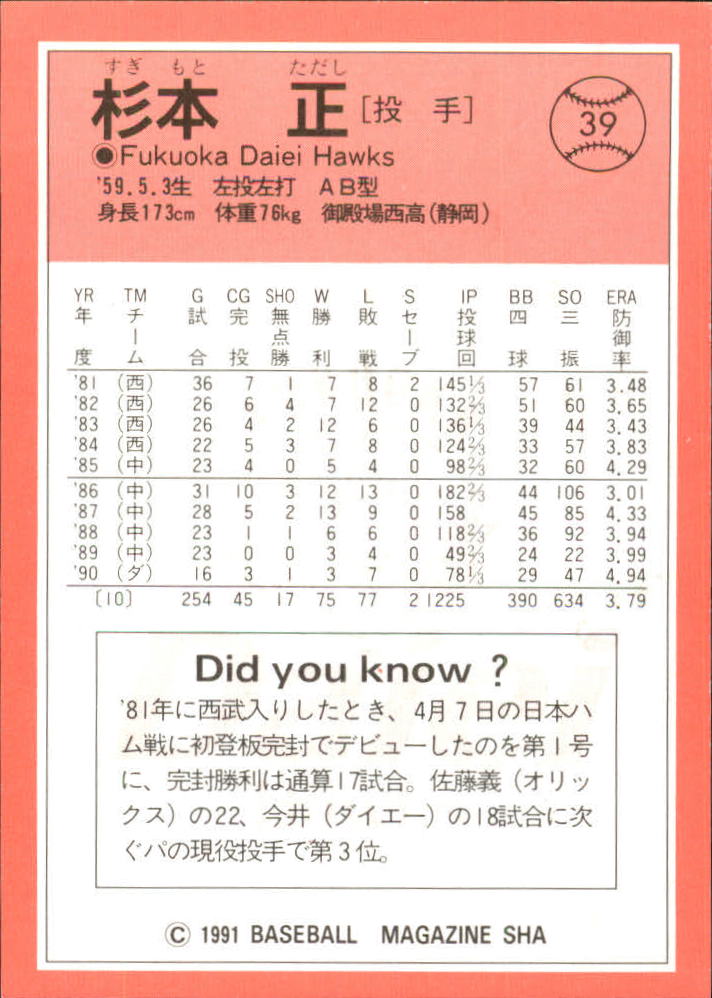 すぎ もと ただし
杉本 正 [投 手]
39
◉Fukuoka Daiei Hawks
'59.5.3生 左投左打 AB型
身長173cm 体重76kg 御殿場西高(静岡)
YR TM G CG SHO W L S IP BB SO ERA
年度 チーム 試合 完投 無点勝 勝利 敗戦 セーブ 投球回 四球 三振 防御率
'81 (西) 36 7 1 7 8 2 145⅓ 57 61 3.48
'82 (西) 26 6 4 7 12 0 132⅔ 51 60 3.65
'83 (西) 26 4 2 12 6 0 136⅓ 39 44 3.43
'84 (西) 22 5 3 7 8 0 124⅔ 33 57 3.83
'85 (中) 23 4 0 5 4 0 98⅔ 32 60 4.29
'86 (中) 31 10 3 12 13 0 182⅔ 44 106 3.01
'87 (中) 28 5 2 13 9 0 158 45 85 4.33
'88 (中) 23 1 1 6 6 0 118⅔ 36 92 3.94
'89 (中) 23 0 0 3 4 0 49⅔ 24 22 3.99
'90 (ダ) 16 3 1 3 7 0 78⅓ 29 47 4.94
〔10〕 254 45 17 75 77 2 1225 390 634 3.79
Did you know ?
'81年に西武入りしたとき、4月7日の日本ハ
ム戦に初登板完封でデビューしたのを第1号
に、完封勝利は通算17試合。佐藤義（オリッ
クス）の22、今井（ダイエー）の18試合に次
ぐパの現役投手で第3位。
© 1991 BASEBALL MAGAZINE SHA